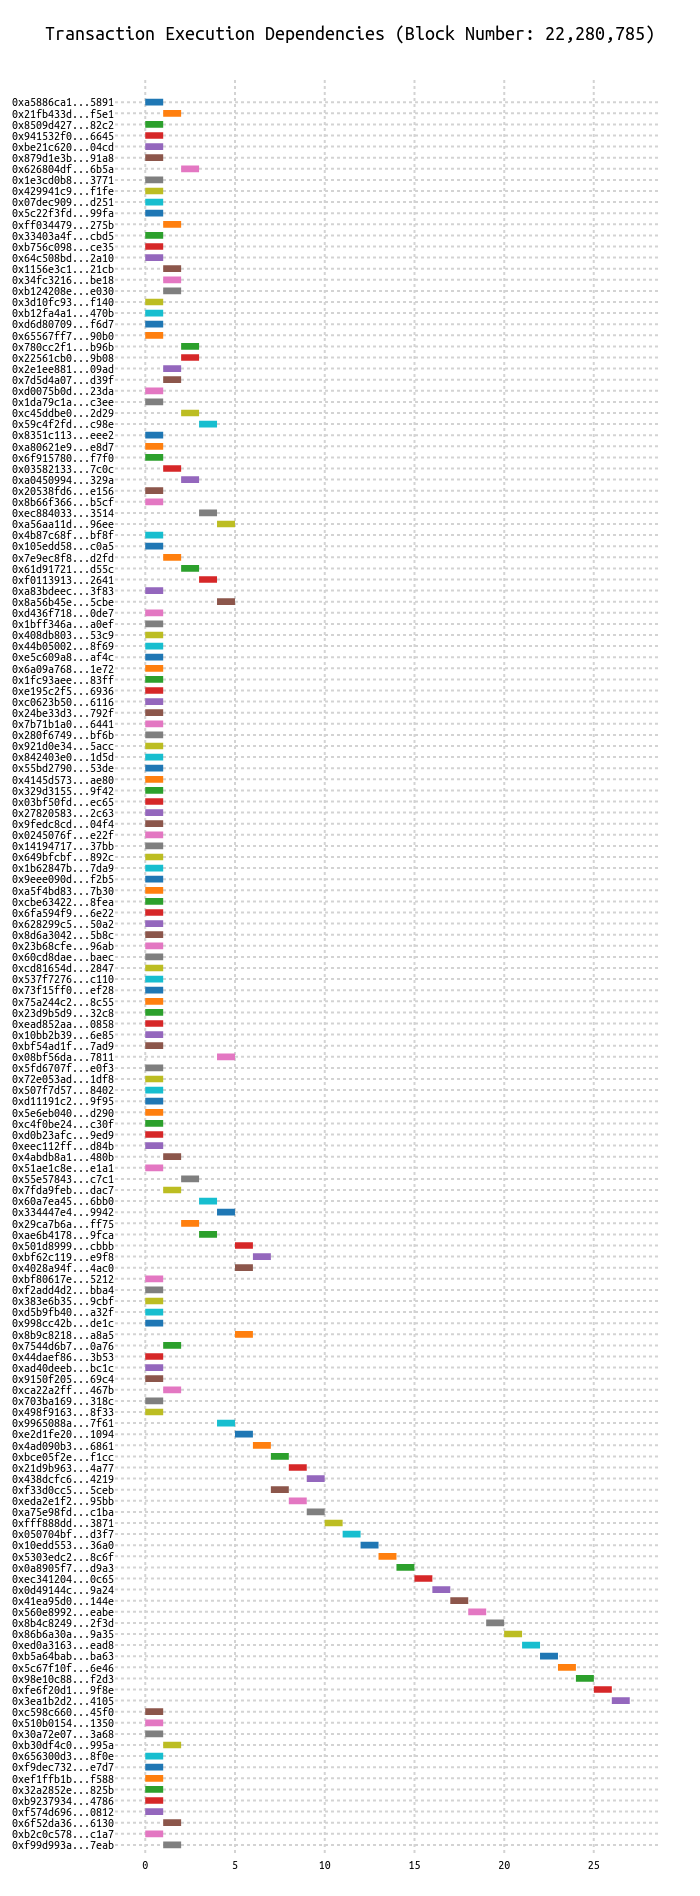 Transaction Execution Dependencies (Block Number: 22,280,785)
0xa5886ca1...5891
0x21fb433d...f5e1
0x8509d427...82c2
0x941532f0...6645
0xbe21c620...04cd
0x879d1e3b...91a8
0x626804df...6b5a
0x1e3cd0b8...3771
0x429941c9...f1fe
0x07dec909...d251
0x5c22f3fd...99fa
0xff034479...275b
0x33403a4f...cbd5
0xb756c098...ce35
0x64c508bd...2a10
0x1156e3c1...21cb
0x34fc3216...be18
0xb124208e...e030
0x3d10fc93...f140
0xb12fa4a1...470b
0xd6d80709...f6d7
0x65567ff7...90b0
0x780cc2f1...b96b
0x22561cb0...9b08
0x2e1ee881...09ad
0x7d5d4a07...d39f
0xd0075b0d...23da
0x1da79c1a...c3ee
0xc45ddbe0...2d29
0x59c4f2fd...c98e
0x8351c113...eee2
0xa80621e9...e8d7
0x6f915780...f7f0
0x03582133...7c0c
0xa0450994...329a
0x20538fd6...e156
0x8b66f366...b5cf
0xec884033...3514
0xa56aa11d...96ee
0x4b87c68f...bf8f
0x105edd58...c0a5
0x7e9ec8f8...d2fd
0x61d91721...d55c
0xf0113913...2641
0xa83bdeec...3f83
0x8a56b45e...5cbe
0xd436f718...0de7
0x1bff346a...a0ef
0x408db803...53c9
0x44b05002...8f69
0xe5c609a8...af4c
0x6a09a768...1e72
0x1fc93aee...83ff
0xe195c2f5...6936
0xc0623b50...6116
0x24be33d3...792f
0x7b71b1a0...6441
0x280f6749...bf6b
0x921d0e34...5acc
0x842403e0...1d5d
0x55bd2790...53de
0x4145d573...ae80
0x329d3155...9f42
0x03bf50fd...ec65
0x27820583...2c63
0x9fedc8cd...04f4
0x0245076f...e22f
0x14194717...37bb
0x649bfcbf...892c
0x1b62847b...7da9
0x9eee090d...f2b5
0xa5f4bd83...7b30
0xcbe63422...8fea
0x6fa594f9...6e22
0x628299c5...50a2
0x8d6a3042...5b8c
0x23b68cfe...96ab
0x60cd8dae...baec
0xcd81654d...2847
0x537f7276...c110
0x73f15ff0...ef28
0x75a244c2...8c55
0x23d9b5d9...32c8
0xead852aa...0858
0x10bb2b39...6e85
0xbf54ad1f...7ad9
0x08bf56da...7811
0x5fd6707f...e0f3
0x72e053ad...1df8
0x507f7d57...8402
0xd11191c2...9f95
0x5e6eb040...d290
0xc4f0be24...c30f
0xd0b23afc...9ed9
0xeec112ff...d84b
0x4abdb8a1...480b
0x51ae1c8e...e1a1
0x55e57843...c7c1
0x7fda9feb...dac7
0x60a7ea45...6bb0
0x334447e4...9942
0x29ca7b6a...ff75
0xae6b4178...9fca
0x501d8999...cbbb
0xbf62c119...e9f8
0x4028a94f...4ac0
0xbf80617e...5212
0xf2add4d2...bba4
0x383e6b35...9cbf
0xd5b9fb40...a32f
0x998cc42b...de1c
0x8b9c8218...a8a5
0x7544d6b7...0a76
0x44daef86...3b53
0xad40deeb...bc1c
0x9150f205...69c4
0xca22a2ff...467b
0x703ba169...318c
0x498f9163...8f33
0x9965088a...7f61
0xe2d1fe20...1094
0x4ad090b3...6861
0xbce05f2e...f1cc
0x21d9b963...4a77
0x438dcfc6...4219
0xf33d0cc5...5ceb
0xeda2e1f2...95bb
0xa75e98fd...c1ba
0xfff888dd...3871
0x050704bf...d3f7
0x10edd553...36a0
0x5303edc2...8c6f
0x0a8905f7...d9a3
0xec341204...0c65
0x0d49144c...9a24
0x41ea95d0...144e
0x560e8992...eabe
0x8b4c8249...2f3d
0x86b6a30a...9a35
0xed0a3163...ead8
0xb5a64bab...ba63
0x5c67f10f...6e46
0x98e10c88...f2d3
0xfe6f20d1...9f8e
0x3ea1b2d2...4105
0xc598c660...45f0
0x510b0154...1350
0x30a72e07...3a68
0xb30df4c0...995a
0x656300d3...8f0e
0xf9dec732...e7d7
0xef1ffb1b...f588
0x32a2852e...825b
0xb9237934...4786
0xf574d696...0812
0x6f52da36...6130
0xb2c0c578...c1a7
0xf99d993a...7eab
0 5 10 15 20 25